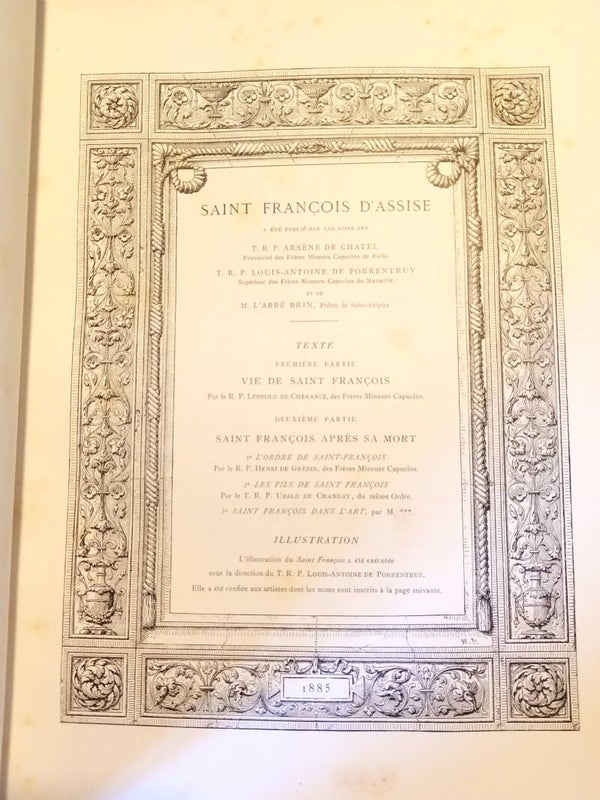 SAINT FRANÇOIS D'ASSISE
A ÉTÉ PUBLIÉ PAR LES SOINS DES
T. R. P. ARSÈNE DE CHATEL
Provincial des Frères Mineurs Capucins de Paris
T. R. P. LOUIS-ANTOINE DE PORRENTRUY
Supérieur des Frères Mineurs Capucins de Marseille
ET DE
M. L'ABBÉ BRIN, Prêtre de Saint-Sulpice
TEXTE
PREMIÈRE PARTIE
VIE DE SAINT FRANÇOIS
Par le R. P. LÉOPOLD DE CHÉRANCÉ, des Frères Mineurs Capucins.
DEUXIÈME PARTIE
SAINT FRANÇOIS APRÈS SA MORT
1º L'ORDRE DE SAINT-FRANÇOIS
Par le R. P. HENRI DE GRÈZES, des Frères Mineurs Capucins.
2º LES FILS DE SAINT FRANÇOIS
Par le T. R. P. UBALD DE CHANDAY, du même Ordre.
3º SAINT FRANÇOIS DANS L'ART, par M. ***.
ILLUSTRATION
L'illustration du Saint François a été exécutée
sous la direction du T. R. P. LOUIS-ANTOINE DE PORRENTRUY.
Elle a été confiée aux artistes dont les noms sont inscrits à la page suivante.
1885